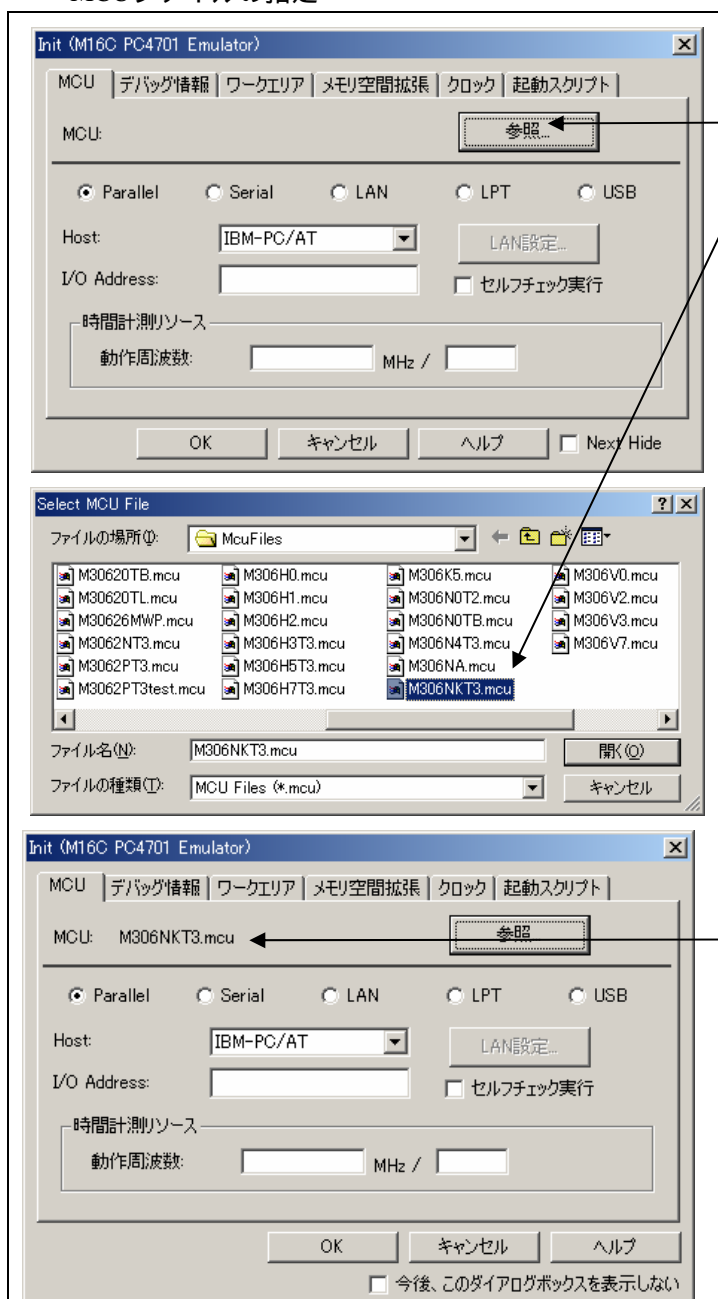 MCUファイルの指定
Init (M16C PC4701 Emulator)
MCU デバッグ情報 ワークエリア メモリ空間拡張 クロック 起動スクリプト
MCU: 参照...
Parallel Serial LAN LPT USB
Host: IBM-PC/AT LAN設定...
I/O Address: セルフチェック実行
時間計測リソース
動作周波数: MHz /
OK キャンセル ヘルプ Next Hide
Select MCU File
ファイルの場所(I): McuFiles
M30620TB.mcu M306H0.mcu M306K5.mcu M306V0.mcu
M30620TL.mcu M306H1.mcu M306N0T2.mcu M306V2.mcu
M30626MWP.mcu M306H2.mcu M306N0TB.mcu M306V3.mcu
M3062NT3.mcu M306H3T3.mcu M306N4T3.mcu M306V7.mcu
M3062PT3.mcu M306H5T3.mcu M306NA.mcu
M3062PT3test.mcu M306H7T3.mcu M306NKT3.mcu
ファイル名(N): M306NKT3.mcu 開く(O)
ファイルの種類(T): MCU Files (*.mcu) キャンセル
Init (M16C PC4701 Emulator)
MCU デバッグ情報 ワークエリア メモリ空間拡張 クロック 起動スクリプト
MCU: M306NKT3.mcu 参照
Parallel Serial LAN LPT USB
Host: IBM-PC/AT LAN設定...
I/O Address: セルフチェック実行
時間計測リソース
動作周波数: MHz /
OK キャンセル ヘルプ
今後、このダイアログボックスを表示しない